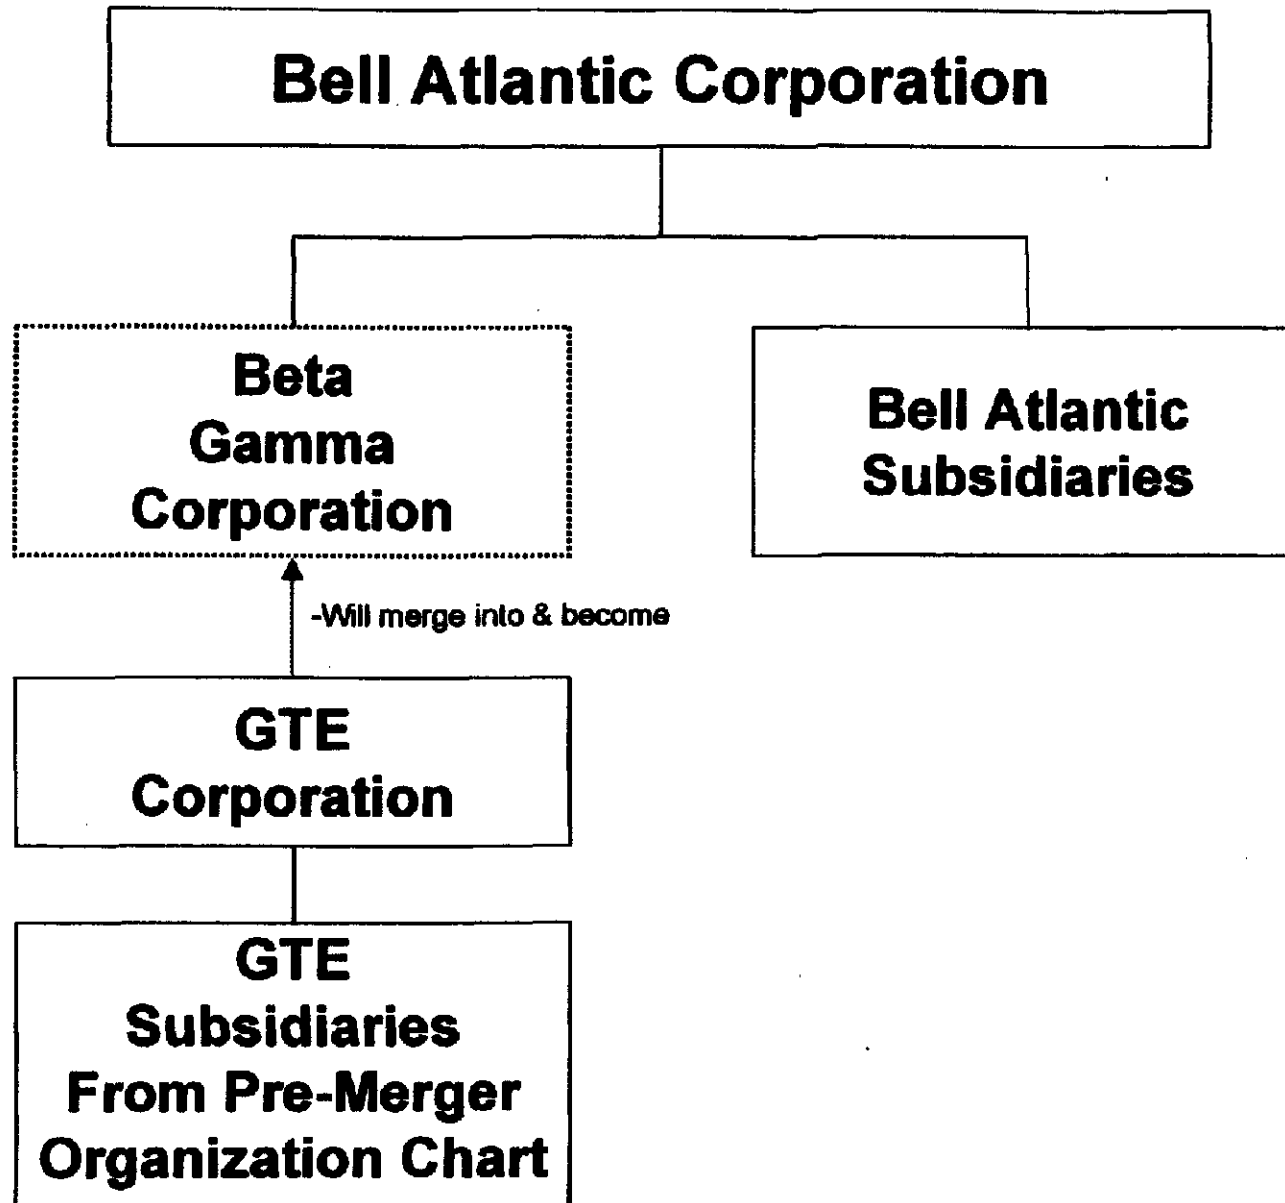 Bell Atlantic Corporation
Beta
Gamma
Corporation
Bell Atlantic
Subsidiaries
-Will merge into & become
GTE
Corporation
GTE
Subsidiaries
From Pre-Merger
Organization Chart